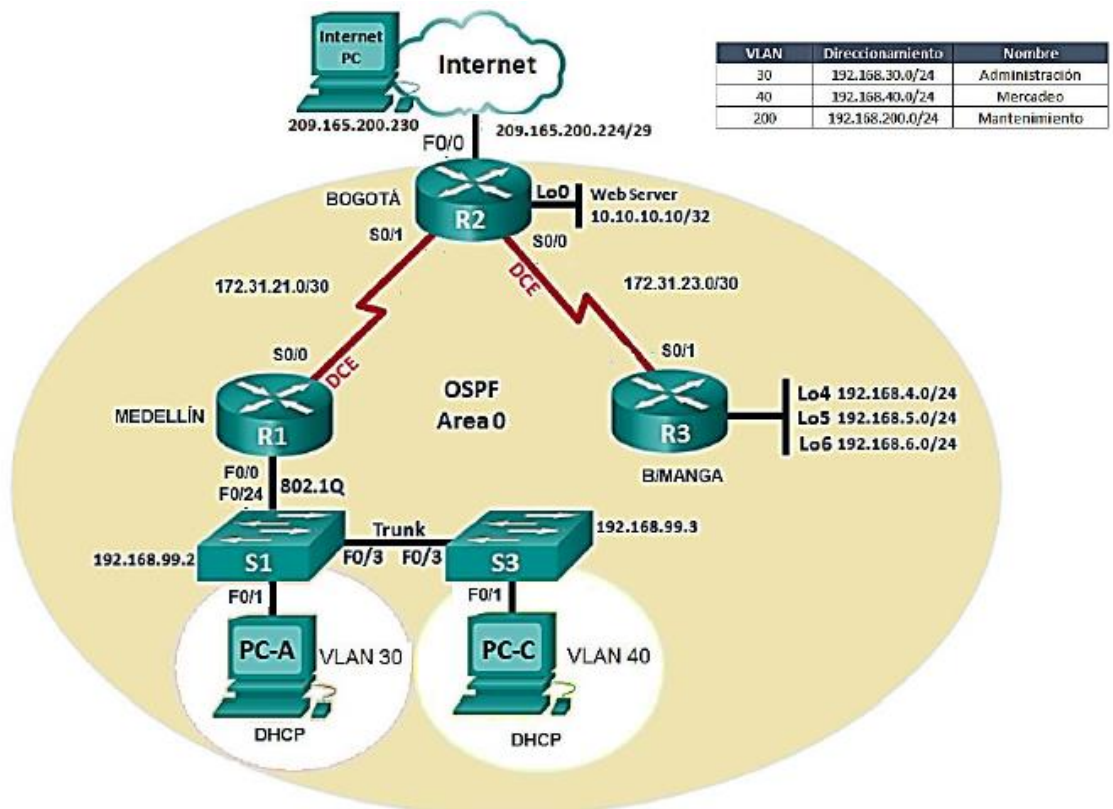 Internet
PC
Internet
209.165.200.230
209.165.200.224/29
F0/0
VLAN Direccionamiento Nombre
30 192.168.30.0/24 Administración
40 192.168.40.0/24 Mercadeo
200 192.168.200.0/24 Mantenimiento
BOGOTÁ
R2
Lo0
Web Server
10.10.10.10/32
S0/1
S0/0
DCE
172.31.21.0/30
172.31.23.0/30
S0/0
DCE
S0/1
MEDELLÍN
R1
OSPF
Area 0
R3
B/MANGA
Lo4 192.168.4.0/24
Lo5 192.168.5.0/24
Lo6 192.168.6.0/24
F0/0
F0/24
802.1Q
192.168.99.2
S1
Trunk
F0/3 F0/3
S3
192.168.99.3
F0/1
F0/1
PC-A
VLAN 30
PC-C
VLAN 40
DHCP
DHCP